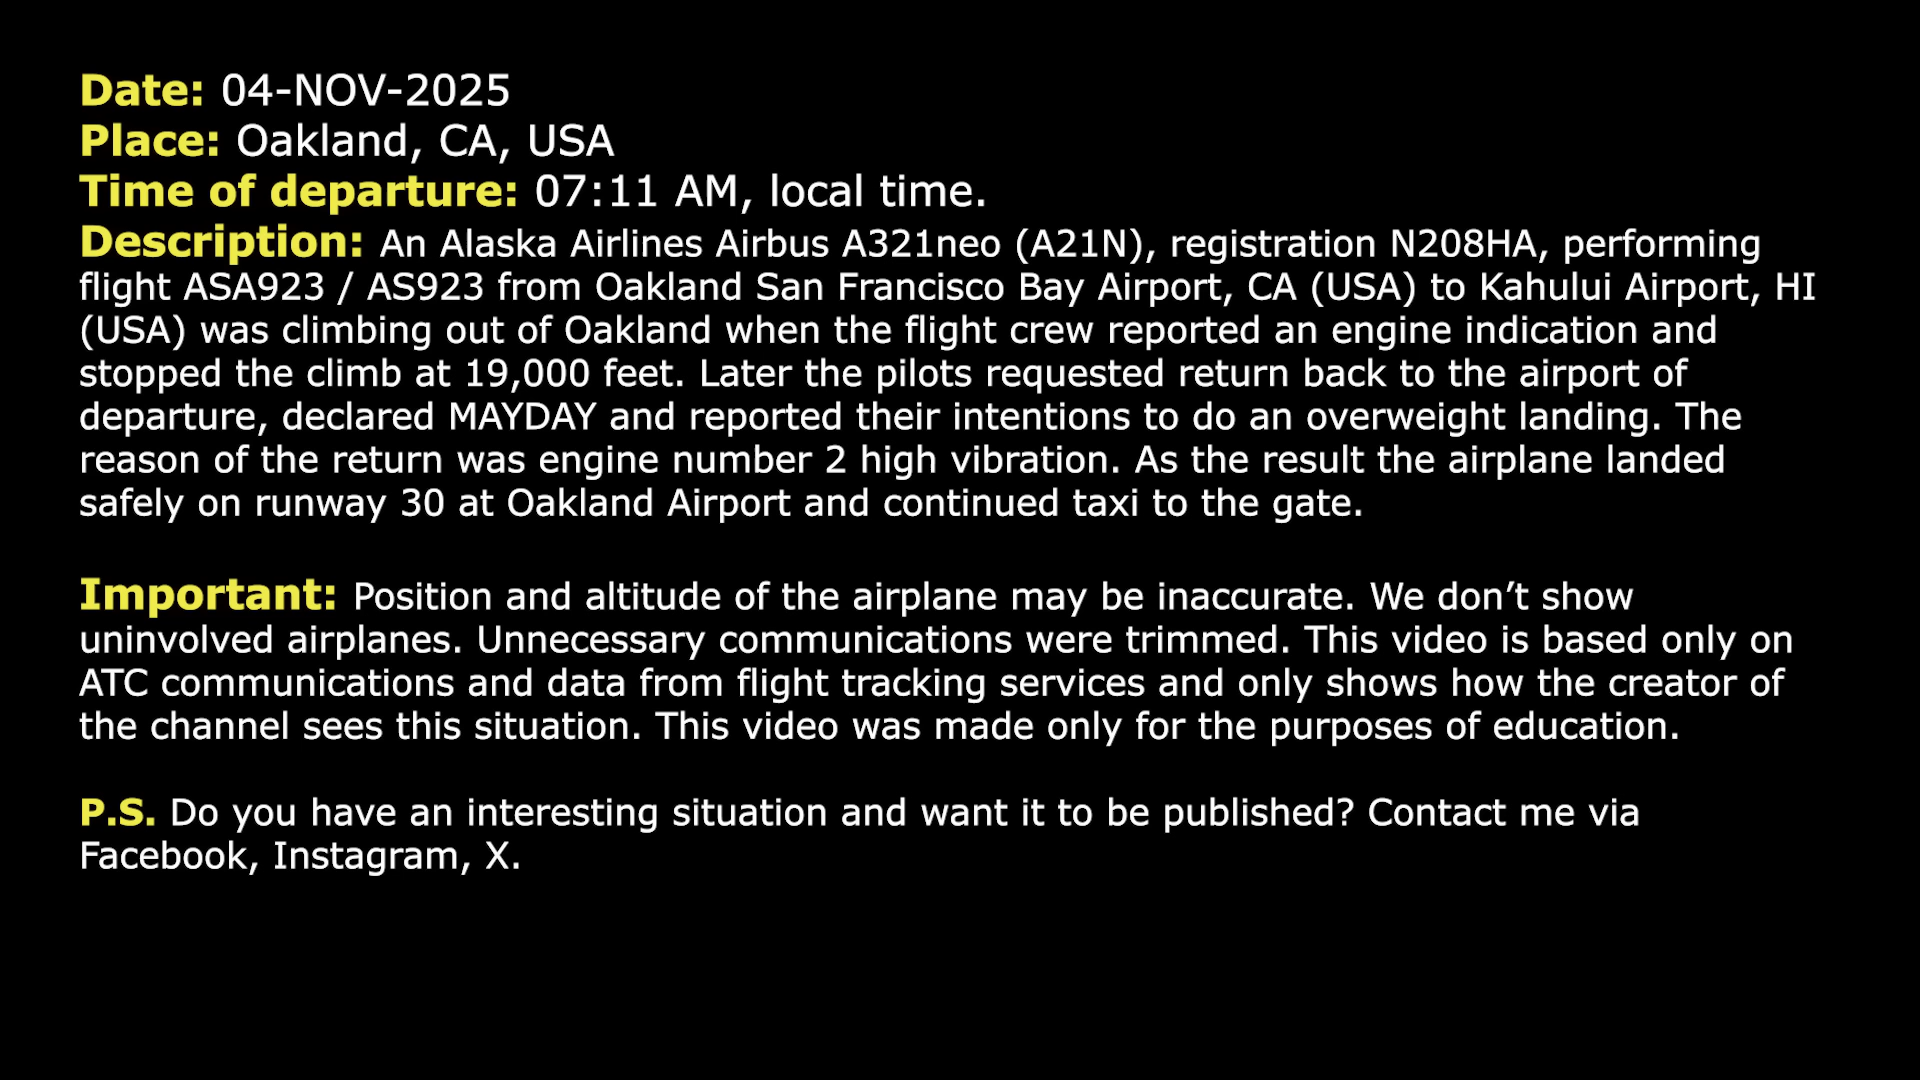 Date: 04-NOV-2025
Place: Oakland, CA, USA
Time of departure: 07:11 AM, local time.
Description: An Alaska Airlines Airbus A321neo (A21N), registration N208HA, performing
flight ASA923 / AS923 from Oakland San Francisco Bay Airport, CA (USA) to Kahului Airport, HI
(USA) was climbing out of Oakland when the flight crew reported an engine indication and
stopped the climb at 19,000 feet. Later the pilots requested return back to the airport of
departure, declared MAYDAY and reported their intentions to do an overweight landing. The
reason of the return was engine number 2 high vibration. As the result the airplane landed
safely on runway 30 at Oakland Airport and continued taxi to the gate.
Important: Position and altitude of the airplane may be inaccurate. We don’t show
uninvolved airplanes. Unnecessary communications were trimmed. This video is based only on
ATC communications and data from flight tracking services and only shows how the creator of
the channel sees this situation. This video was made only for the purposes of education.
P.S. Do you have an interesting situation and want it to be published? Contact me via
Facebook, Instagram, X.